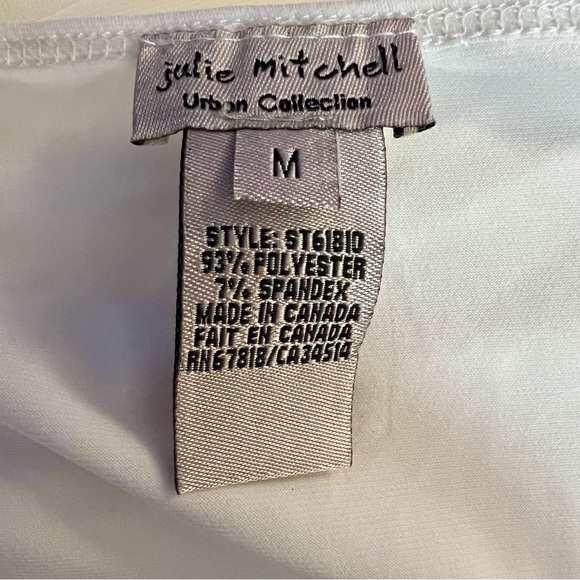 julie mitchell
Urban Collection
M
STYLE: ST61810
93% POLYESTER
7% SPANDEX
MADE IN CANADA
FAIT EN CANADA
RN67818/CA34514